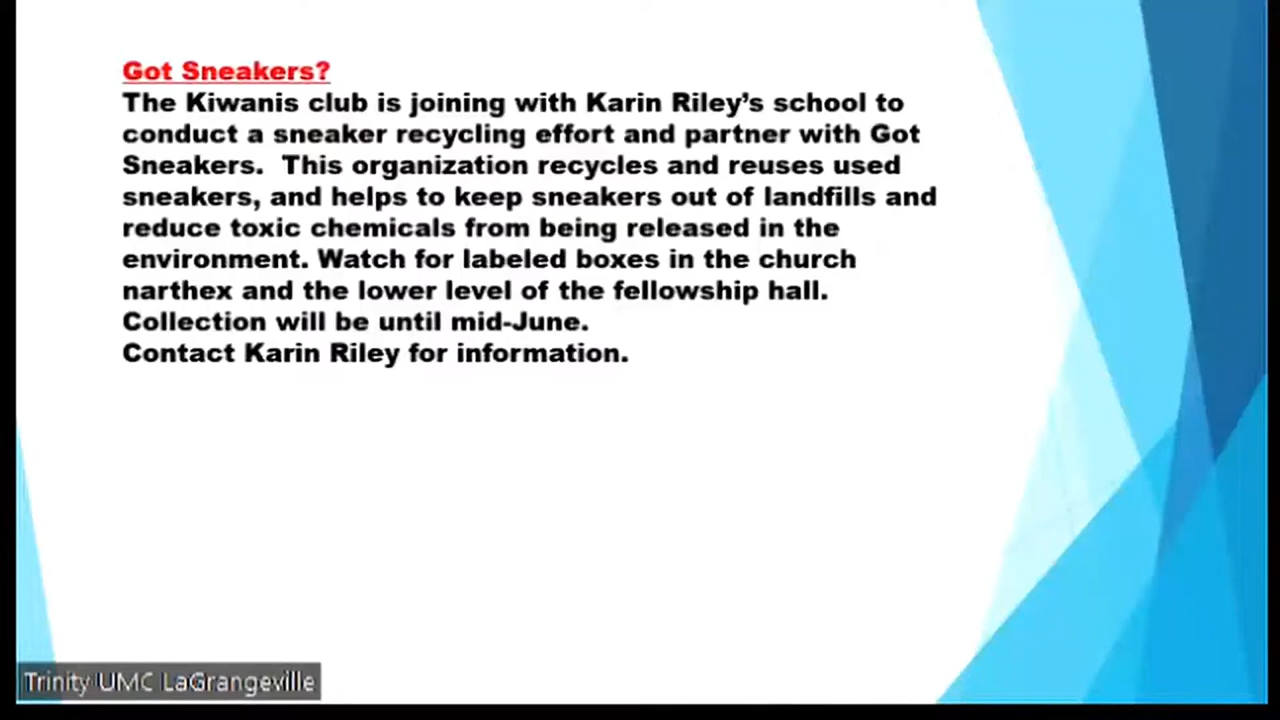 Got Sneakers?
The Kiwanis club is joining with Karin Riley’s school to
conduct a sneaker recycling effort and partner with Got
Sneakers.  This organization recycles and reuses used
sneakers, and helps to keep sneakers out of landfills and
reduce toxic chemicals from being released in the
environment. Watch for labeled boxes in the church
narthex and the lower level of the fellowship hall.
Collection will be until mid-June.
Contact Karin Riley for information.
Trinity UMC LaGrangeville